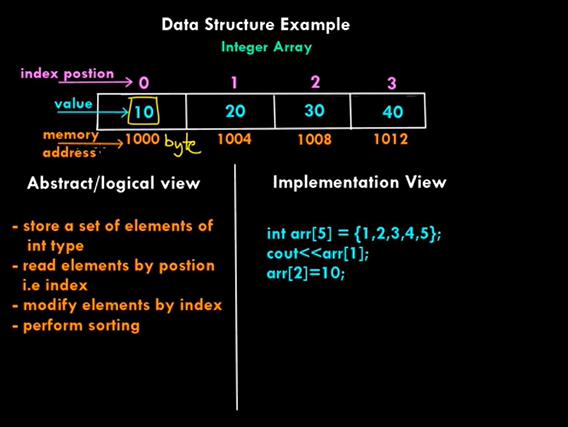 Data Structure Example
Integer Array
index postion 0 1 2 3
value 10 20 30 40
memory address 1000 byte 1004 1008 1012
Abstract/logical view
- store a set of elements of
int type
- read elements by postion
i.e index
- modify elements by index
- perform sorting
Implementation View
int arr[5] = {1,2,3,4,5};
cout<<arr[1];
arr[2]=10;